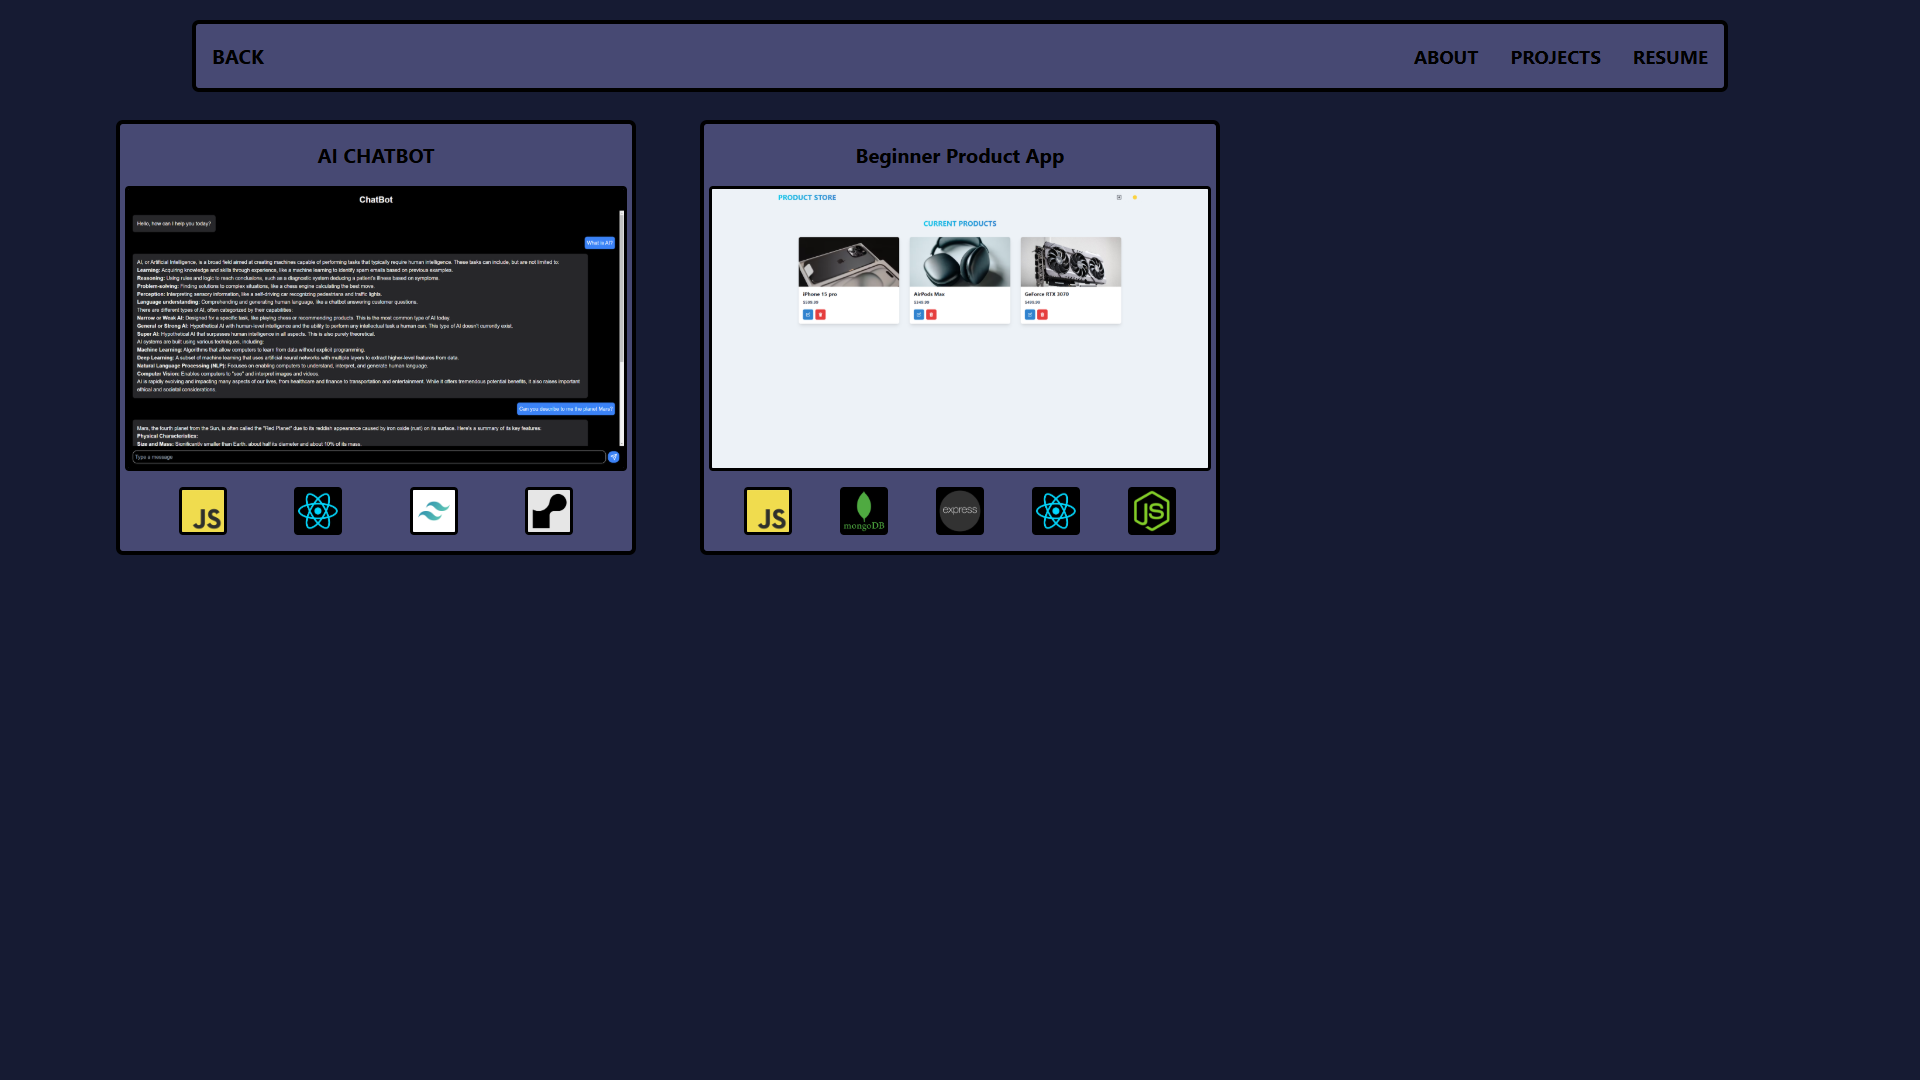 BACK
ABOUT PROJECTS RESUME
AI CHATBOT
ChatBot
Hello, how can I help you today?
What is AI?
AI, or Artificial Intelligence, is a broad field aimed at creating machines capable of performing tasks that typically require human intelligence. These tasks can include, but are not limited to:
Learning: Acquiring knowledge and skills through experience, like a machine learning to identify spam emails based on previous examples.
Reasoning: Using rules and logic to reach conclusions, such as a diagnostic system deducing a patient's illness based on symptoms.
Problem-solving: Finding solutions to complex situations, like a chess engine calculating the best move.
Perception: Interpreting sensory information, like a self-driving car recognizing pedestrians and traffic lights.
Language understanding: Comprehending and generating human language, like a chatbot answering customer questions.
There are different types of AI, often categorized by their capabilities:
Narrow or Weak AI: Designed for a specific task, like playing chess or recommending products. This is the most common type of AI today.
General or Strong AI: Hypothetical AI with human-level intelligence and the ability to perform any intellectual task a human can. This type of AI doesn't currently exist.
Super AI: Hypothetical AI that surpasses human intelligence in all aspects. This is also purely theoretical.
AI systems are built using various techniques, including:
Machine Learning: Algorithms that allow computers to learn from data without explicit programming.
Deep Learning: A subset of machine learning that uses artificial neural networks with multiple layers to extract higher-level features from data.
Natural Language Processing (NLP): Focuses on enabling computers to understand, interpret, and generate human language.
Computer Vision: Enables computers to "see" and interpret images and videos.
AI is rapidly evolving and impacting many aspects of our lives, from healthcare and finance to transportation and entertainment. While it offers tremendous potential benefits, it also raises important
ethical and societal considerations.
Can you describe to me the planet Mars?
Mars, the fourth planet from the Sun, is often called the "Red Planet" due to its reddish appearance caused by iron oxide (rust) on its surface. Here's a summary of its key features:
Physical Characteristics:
Size and Mass: Significantly smaller than Earth, about half its diameter and about 10% of its mass.
Type a message
JS
Beginner Product App
PRODUCT STORE
CURRENT PRODUCTS
iPhone 15 pro
AirPods Max
GeForce RTX 3070
JS
mongoDB
express
JS